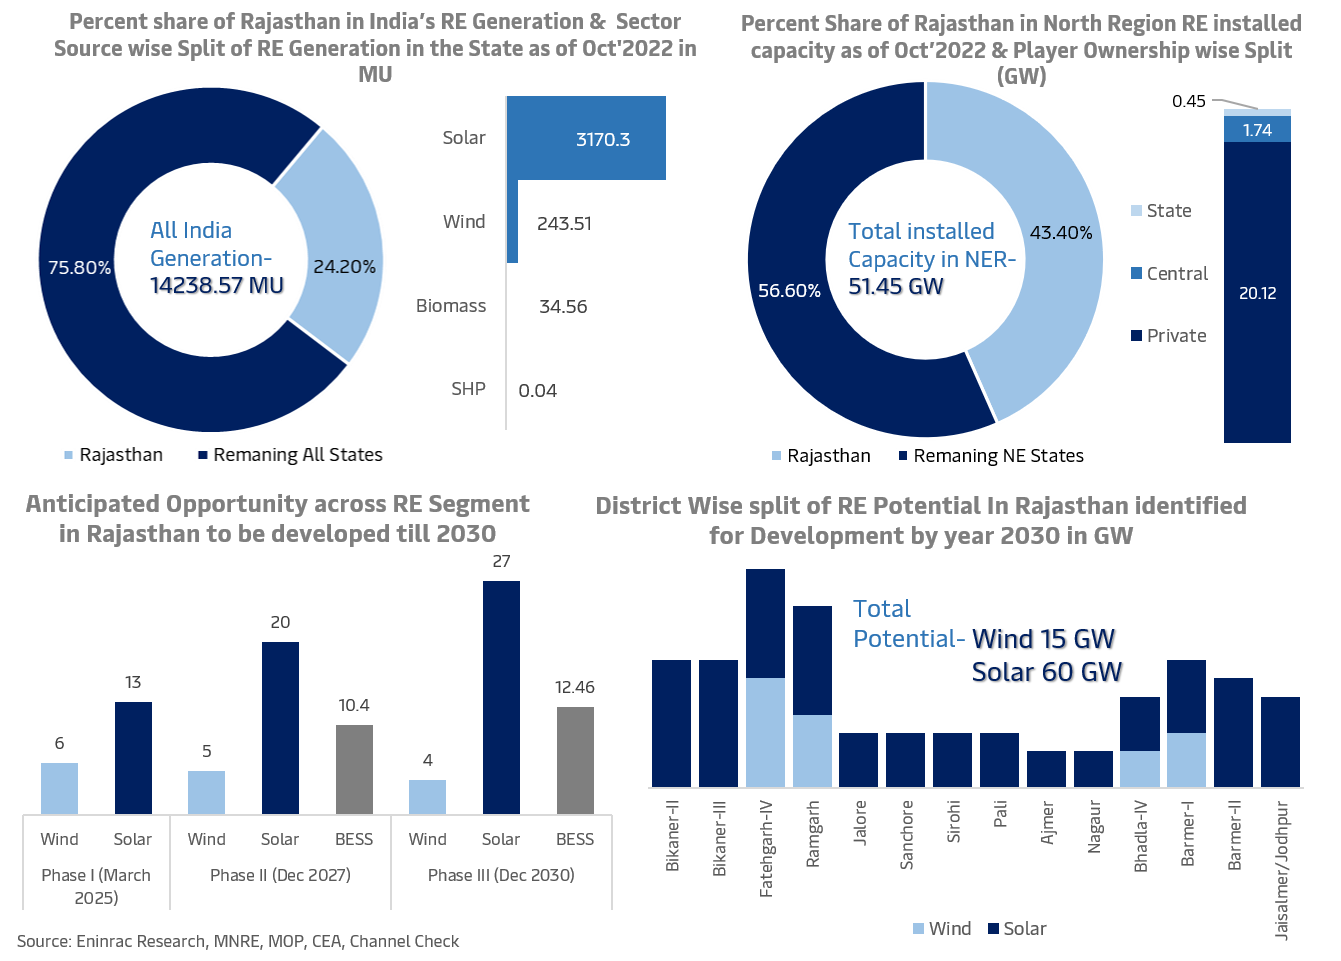 Percent share of Rajasthan in India’s RE Generation & Sector
Source wise Split of RE Generation in the State as of Oct'2022 in
MU
75.80%
24.20%
All India
Generation-
14238.57 MU
Rajasthan
Remaning All States
Solar
3170.3
Wind
243.51
Biomass
34.56
SHP
0.04
Percent Share of Rajasthan in North Region RE installed
capacity as of Oct’2022 & Player Ownership wise Split
(GW)
56.60%
43.40%
Total installed
Capacity in NER-
51.45 GW
Rajasthan
Remaning NE States
State
Central
Private
0.45
1.74
20.12
Anticipated Opportunity across RE Segment
in Rajasthan to be developed till 2030
6
13
5
20
10.4
4
27
12.46
Wind
Solar
Wind
Solar
BESS
Wind
Solar
BESS
Phase I (March
2025)
Phase II (Dec 2027)
Phase III (Dec 2030)
District Wise split of RE Potential In Rajasthan identified
for Development by year 2030 in GW
Total
Potential- Wind 15 GW
Solar 60 GW
Bikaner-II
Bikaner-III
Fatehgarh-IV
Ramgarh
Jalore
Sanchore
Sirohi
Pali
Ajmer
Nagaur
Bhadla-IV
Barmer-I
Barmer-II
Jaisalmer/Jodhpur
Wind
Solar
Source: Eninrac Research, MNRE, MOP, CEA, Channel Check